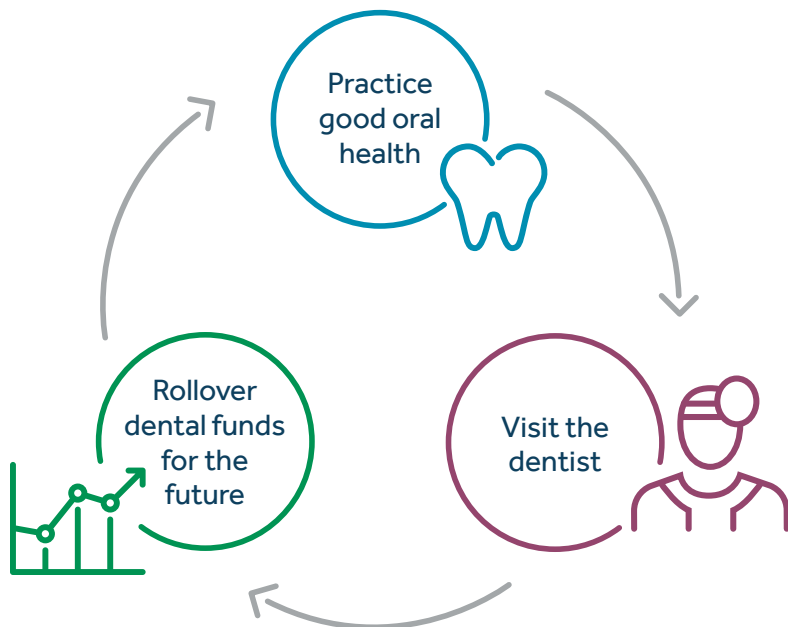 Practice
good oral
health
Visit the
dentist
Rollover
dental funds
for the
future